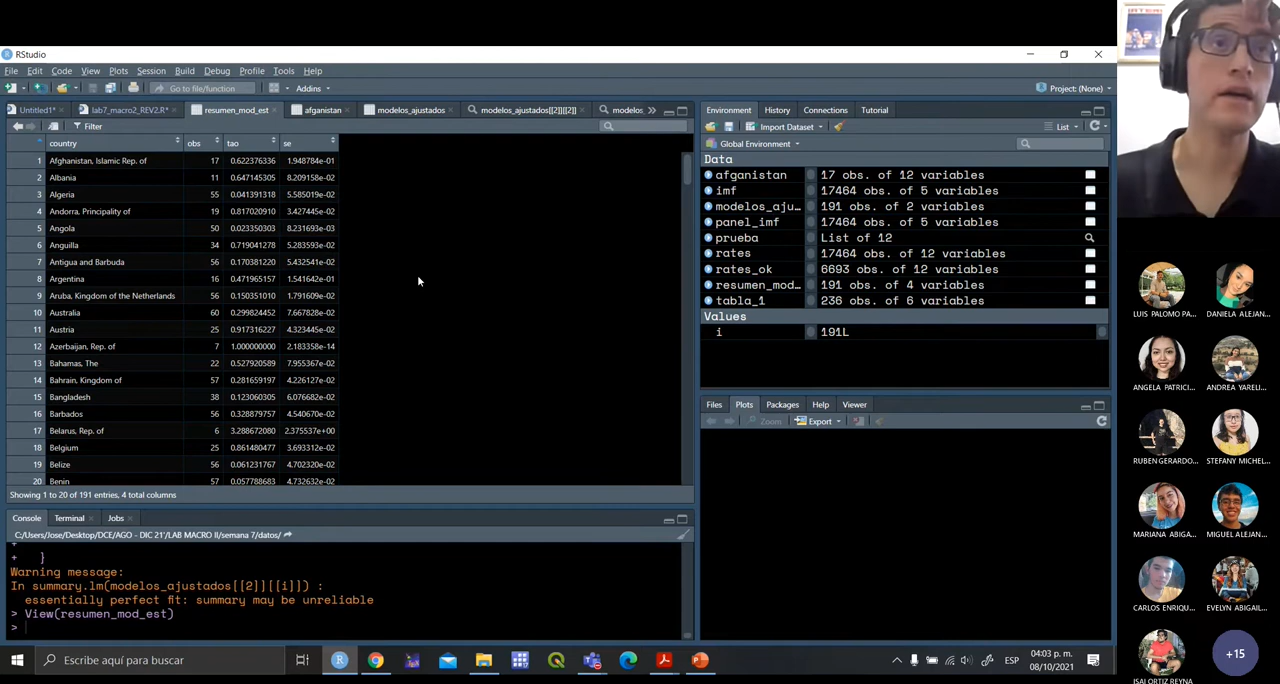 RStudio
File Edit Code View Plots Session Build Debug Profile Tools Help
Go to file/function Addins Project: (None)
Untitled1* lab7_macro2_REV2.R* resumen_mod_est afganistan modelos_ajustados modelos_ajustados[[2]][[2]] modelos
Filter
country obs tao se
1 Afghanistan, Islamic Rep. of 17 0.622376336 1.948784e-01
2 Albania 11 0.647145305 8.209158e-02
3 Algeria 55 0.041391318 5.585019e-02
4 Andorra, Principality of 19 0.817020910 3.427445e-02
5 Angola 50 0.023350303 8.231693e-03
6 Anguilla 34 0.719041278 5.283593e-02
7 Antigua and Barbuda 56 0.170381220 5.432541e-02
8 Argentina 16 0.471965157 1.541642e-01
9 Aruba, Kingdom of the Netherlands 56 0.150351010 1.791609e-02
10 Australia 60 0.299824452 7.667828e-02
11 Austria 25 0.917316227 4.323445e-02
12 Azerbaijan, Rep. of 7 1.000000000 2.183358e-14
13 Bahamas, The 22 0.527920589 7.955367e-02
14 Bahrain, Kingdom of 57 0.281659197 4.226127e-02
15 Bangladesh 38 0.123060305 6.076682e-02
16 Barbados 56 0.328879757 4.540670e-02
17 Belarus, Rep. of 6 3.288672080 2.375537e+00
18 Belgium 25 0.861480477 3.693312e-02
19 Belize 56 0.061231767 4.702320e-02
20 Benin 57 0.057788683 4.732632e-02
Showing 1 to 20 of 191 entries, 4 total columns
Console Terminal Jobs
C:/Users/Jose/Desktop/DCE/AGO - DIC 21'/LAB MACRO II/semana 7/datos/
+ }
Warning message:
In summary.lm(modelos_ajustados[[2]][[i]]) :
essentially perfect fit: summary may be unreliable
> View(resumen_mod_est)
>
Environment History Connections Tutorial
Import Dataset List
Global Environment
Data
afganistan 17 obs. of 12 variables
imf 17464 obs. of 5 variables
modelos_aju... 191 obs. of 2 variables
panel_imf 17464 obs. of 5 variables
prueba List of 12
rates 17464 obs. of 12 variables
rates_ok 6693 obs. of 12 variables
resumen_mod... 191 obs. of 4 variables
tabla_1 236 obs. of 6 variables
Values
i 191L
Files Plots Packages Help Viewer
Zoom Export
LUIS PALOMO PA... DANIELA ALEJAN...
ANGELA PATRICI... ANDREA YARELI...
RUBEN GERARDO... STEFANY MICHEL...
MARIANA ABIGA... MIGUEL ALEJAN...
CARLOS ENRIQU... EVELYN ABIGAIL...
ISAI ORTIZ REYNA
+15
Escribe aquí para buscar
ESP
04:03 p. m.
08/10/2021